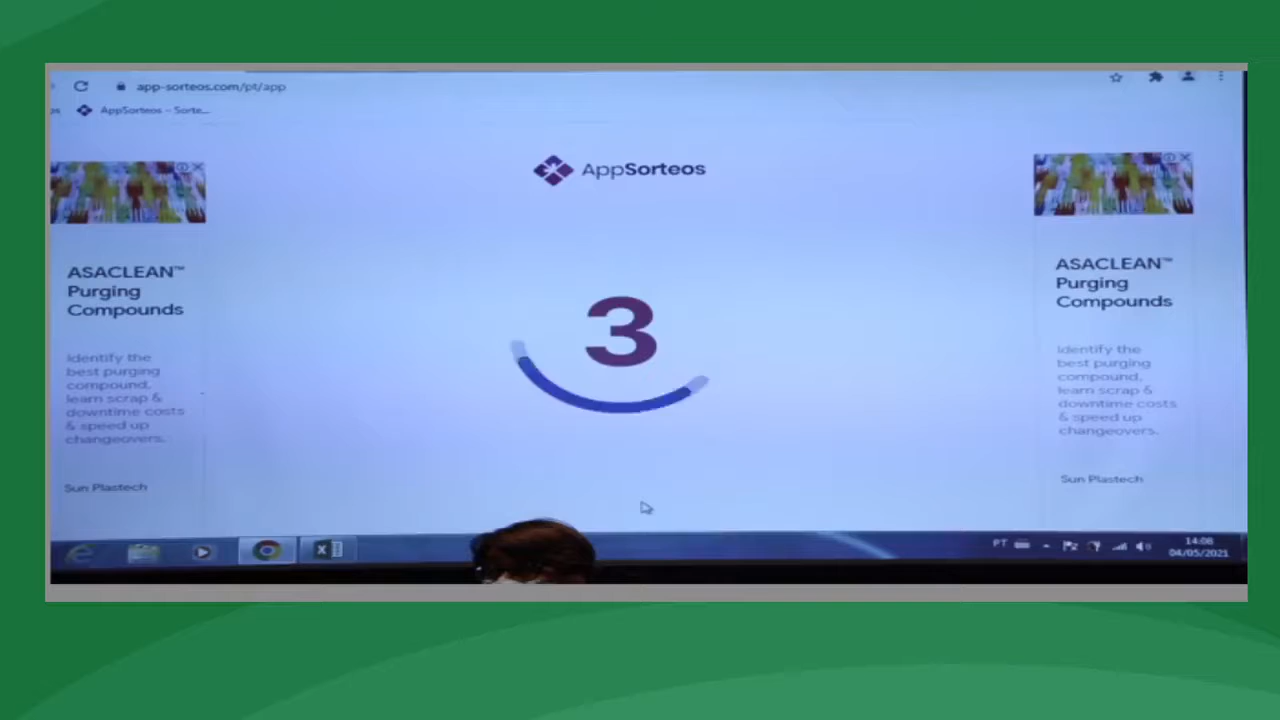 app-sorteos.com/pt/app
AppSorteos – Sorte...
AppSorteos
3
ASACLEAN™
Purging
Compounds
Identify the
best purging
compound,
learn scrap &
downtime costs
& speed up
changeovers.
Sun Plastech
ASACLEAN™
Purging
Compounds
Identify the
best purging
compound,
learn scrap &
downtime costs
& speed up
changeovers.
Sun Plastech
PT
14:08
04/05/2021